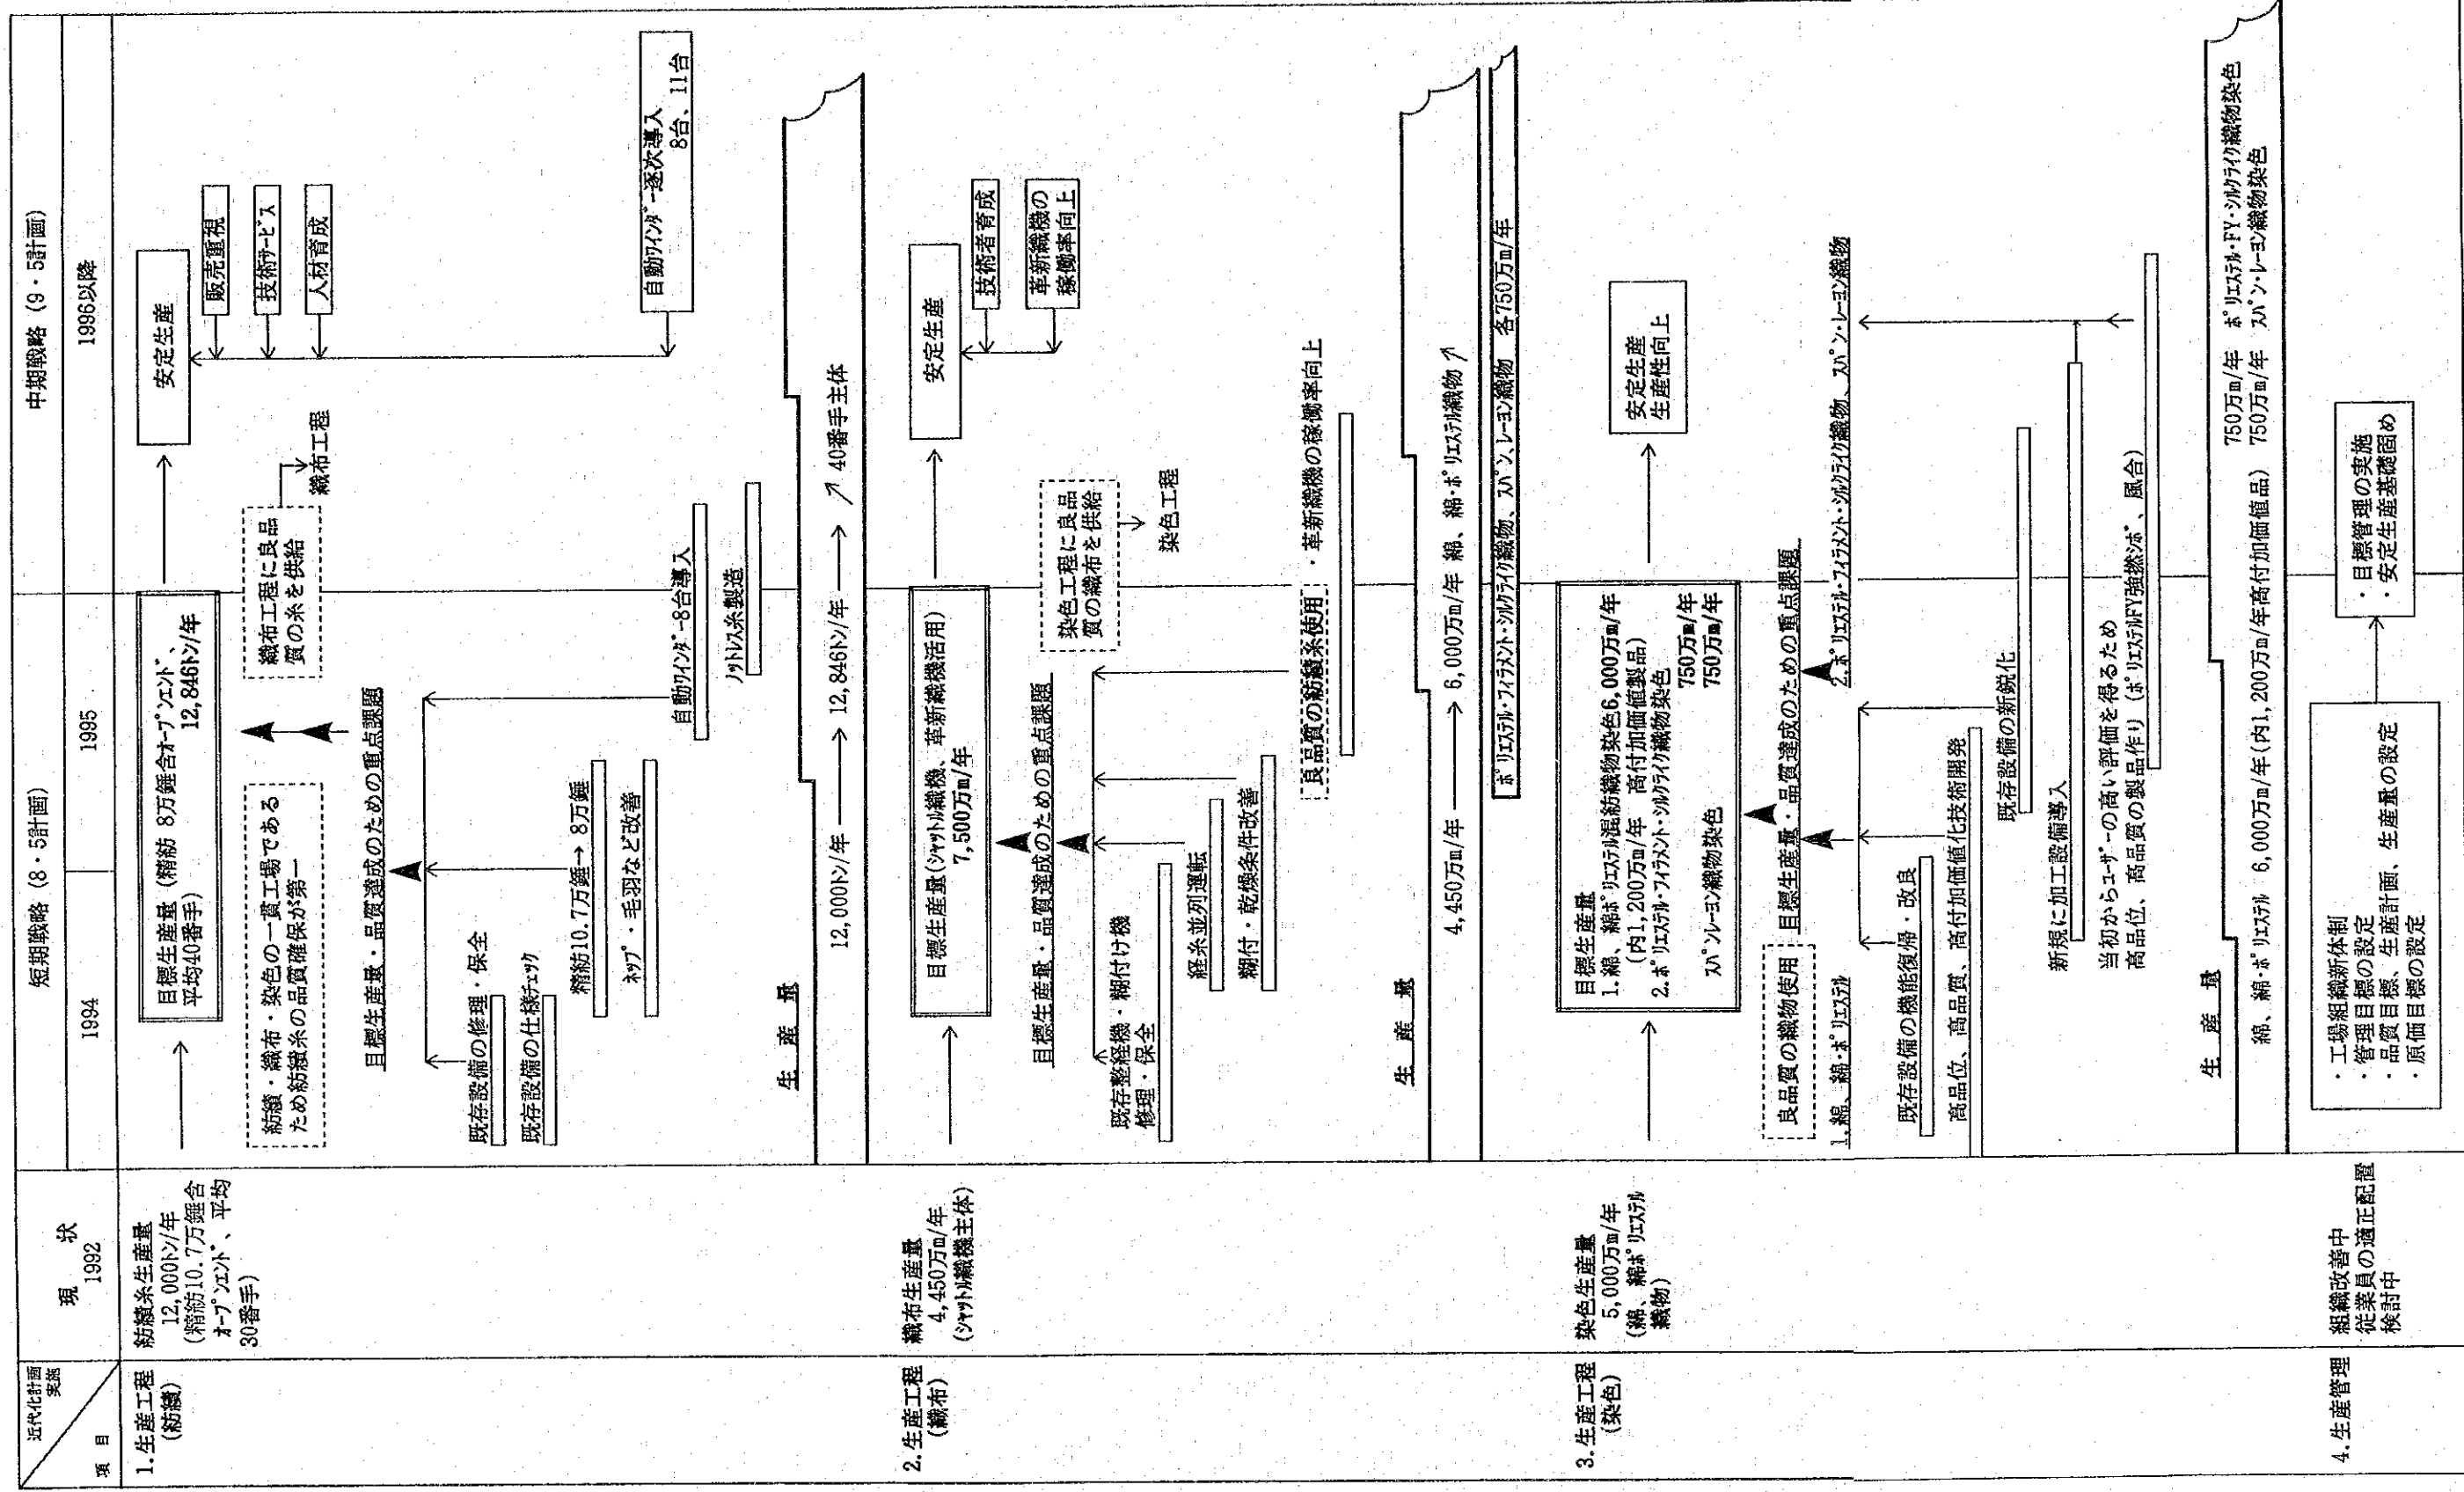 近代化計画
実施
項 目
現 状
1992
短期戦略 (8・5計画)
1994
1995
中期戦略 (9・5計画)
1996以降
1.生産工程
(紡績)
紡績糸生産量
12,000トン/年
(精紡10.7万錘含
オープンエンド、平均
30番手)
目標生産量 (精紡 8万錘含オープンエンド、
平均40番手) 12,846トン/年
安定生産
販売重視
技術サービス
人材育成
紡績・織布・染色の一貫工場である
ため紡績糸の品質確保が第一
織布工程に良品
質の糸を供給
織布工程
目標生産量・品質達成のための重点課題
既存設備の修理・保全
既存設備の仕様チェック
精紡10.7万錘→ 8万錘
ネップ・毛羽など改善
自動ワインダー8台導入
ノットレス糸製造
自動ワインダー逐次導入
8台、11台
生 産 量
12,000トン/年 → 12,846トン/年 → ↗ 40番手主体
2.生産工程
(織布)
織布生産量
4,450万m/年
(シャットル織機主体)
目標生産量(シャットル織機、革新織機活用)
7,500万m/年
安定生産
技術者育成
革新織機の
稼働率向上
染色工程に良品
質の織布を供給
染色工程
目標生産量・品質達成のための重点課題
既存整経機・糊付け機
修理・保全
経糸並列運転
糊付・乾燥条件改善
良品質の紡績糸使用
・革新織機の稼働率向上
生 産 量
4,450万m/年 → 6,000万m/年 綿、綿・ポリエステル織物 ↗
ポリエステル・フィラメント・シルクライク織物、スパン、レーヨン織物 各750万m/年
3.生産工程
(染色)
染色生産量
5,000万m/年
(綿、綿ポリエステル
織物)
目標生産量
1.綿、綿ポリエステル混紡織物染色6,000万m/年
(内1,200万m/年 高付加価値製品)
2.ポリエステル・フィラメント・シルクライク織物染色
750万m/年
スパンレーヨン織物染色 750万m/年
安定生産
生産性向上
良品質の織物使用
目標生産量・品質達成のための重点課題
1.綿、綿・ポリエステル
2.ポリエステル・フィラメント・シルクライク織物、スパン・レーヨン織物
既存設備の機能復帰・改良
高品位、高品質、高付加価値化技術開発
既存設備の新鋭化
新規に加工設備導入
当初からユーザーの高い評価を得るため
高品位、高品質の製品作り (ポリエステルFY強撚シボ、風合)
生 産 量
綿、綿・ポリエステル 6,000万m/年(内1,200万m/年高付加価値品)
750万m/年 ポリエステル・FY・シルクライク織物染色
750万m/年 スパン・レーヨン織物染色
4.生産管理
組織改善中
従業員の適正配置
検討中
・工場組織新体制
・管理目標の設定
・品質目標、生産計画、生産量の設定
・原価目標の設定
・目標管理の実施
・安定生産基礎固め